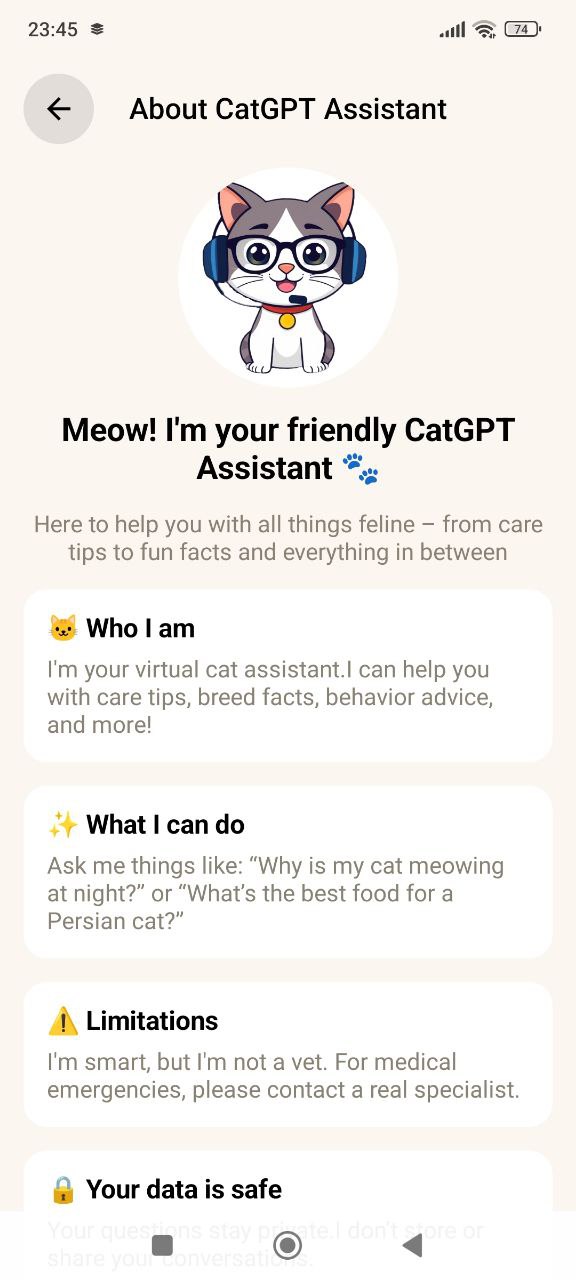 23:45
74
About CatGPT Assistant
Meow! I'm your friendly CatGPT
Assistant 🐾
Here to help you with all things feline – from care
tips to fun facts and everything in between
🐱 Who I am
I'm your virtual cat assistant.I can help you
with care tips, breed facts, behavior advice,
and more!
✨ What I can do
Ask me things like: “Why is my cat meowing
at night?” or “What’s the best food for a
Persian cat?”
⚠️ Limitations
I'm smart, but I'm not a vet. For medical
emergencies, please contact a real specialist.
🔒 Your data is safe
Your questions stay private.I don’t store or
share your conversations.